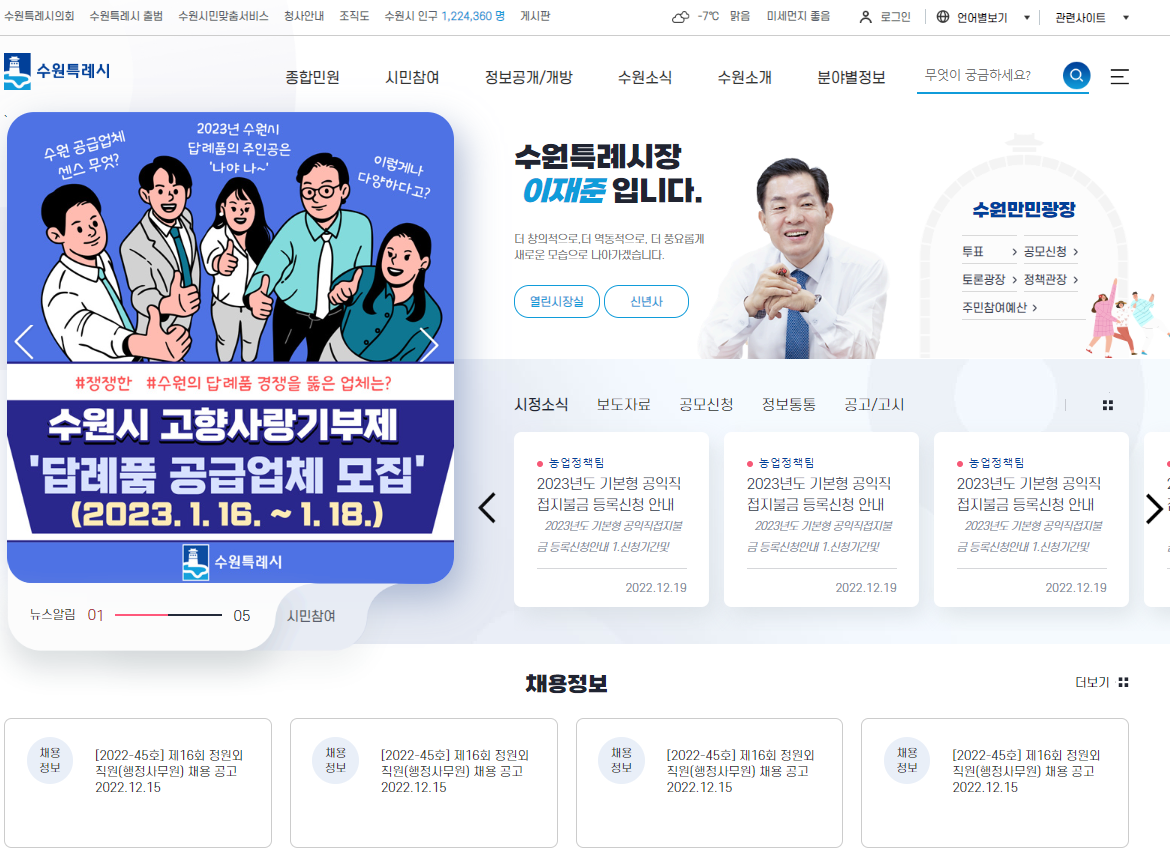 수원특례시의회 수원특례시 출범 수원시민맞춤서비스 청사안내 조직도 수원시 인구 1,224,360 명 게시판 -7℃ 맑음 미세먼지 좋음 로그인 언어별보기 관련사이트
수원특례시 종합민원 시민참여 정보공개/개방 수원소식 수원소개 분야별정보 무엇이 궁금하세요?
수원 공급업체
센스 무엇?
2023년 수원시
답례품의 주인공은
'나야 나~'
이렇게나
다양하다고?
#쟁쟁한 #수원의 답례품 경쟁을 뚫은 업체는?
수원시 고향사랑기부제
'답례품 공급업체 모집'
(2023. 1. 16. ~ 1. 18.)
수원특례시
뉴스알림 01 05 시민참여
수원특례시장
이재준 입니다.
더 창의적으로,더 역동적으로, 더 풍요롭게
새로운 모습으로 나아가겠습니다.
열린시장실 신년사
수원만민광장
투표 공모신청
토론광장 정책관장
주민참여예산
시정소식 보도자료 공모신청 정보통통 공고/고시
농업정책팀
2023년도 기본형 공익직
접지불금 등록신청 안내
2023년도 기본형 공익직접지불
금 등록신청안내 1.신청기간및
2022.12.19
농업정책팀
2023년도 기본형 공익직
접지불금 등록신청 안내
2023년도 기본형 공익직접지불
금 등록신청안내 1.신청기간및
2022.12.19
농업정책팀
2023년도 기본형 공익직
접지불금 등록신청 안내
2023년도 기본형 공익직접지불
금 등록신청안내 1.신청기간및
2022.12.19
채용정보
더보기
채용
정보
[2022-45호] 제16회 정원외
직원(행정사무원) 채용 공고
2022.12.15
채용
정보
[2022-45호] 제16회 정원외
직원(행정사무원) 채용 공고
2022.12.15
채용
정보
[2022-45호] 제16회 정원외
직원(행정사무원) 채용 공고
2022.12.15
채용
정보
[2022-45호] 제16회 정원외
직원(행정사무원) 채용 공고
2022.12.15